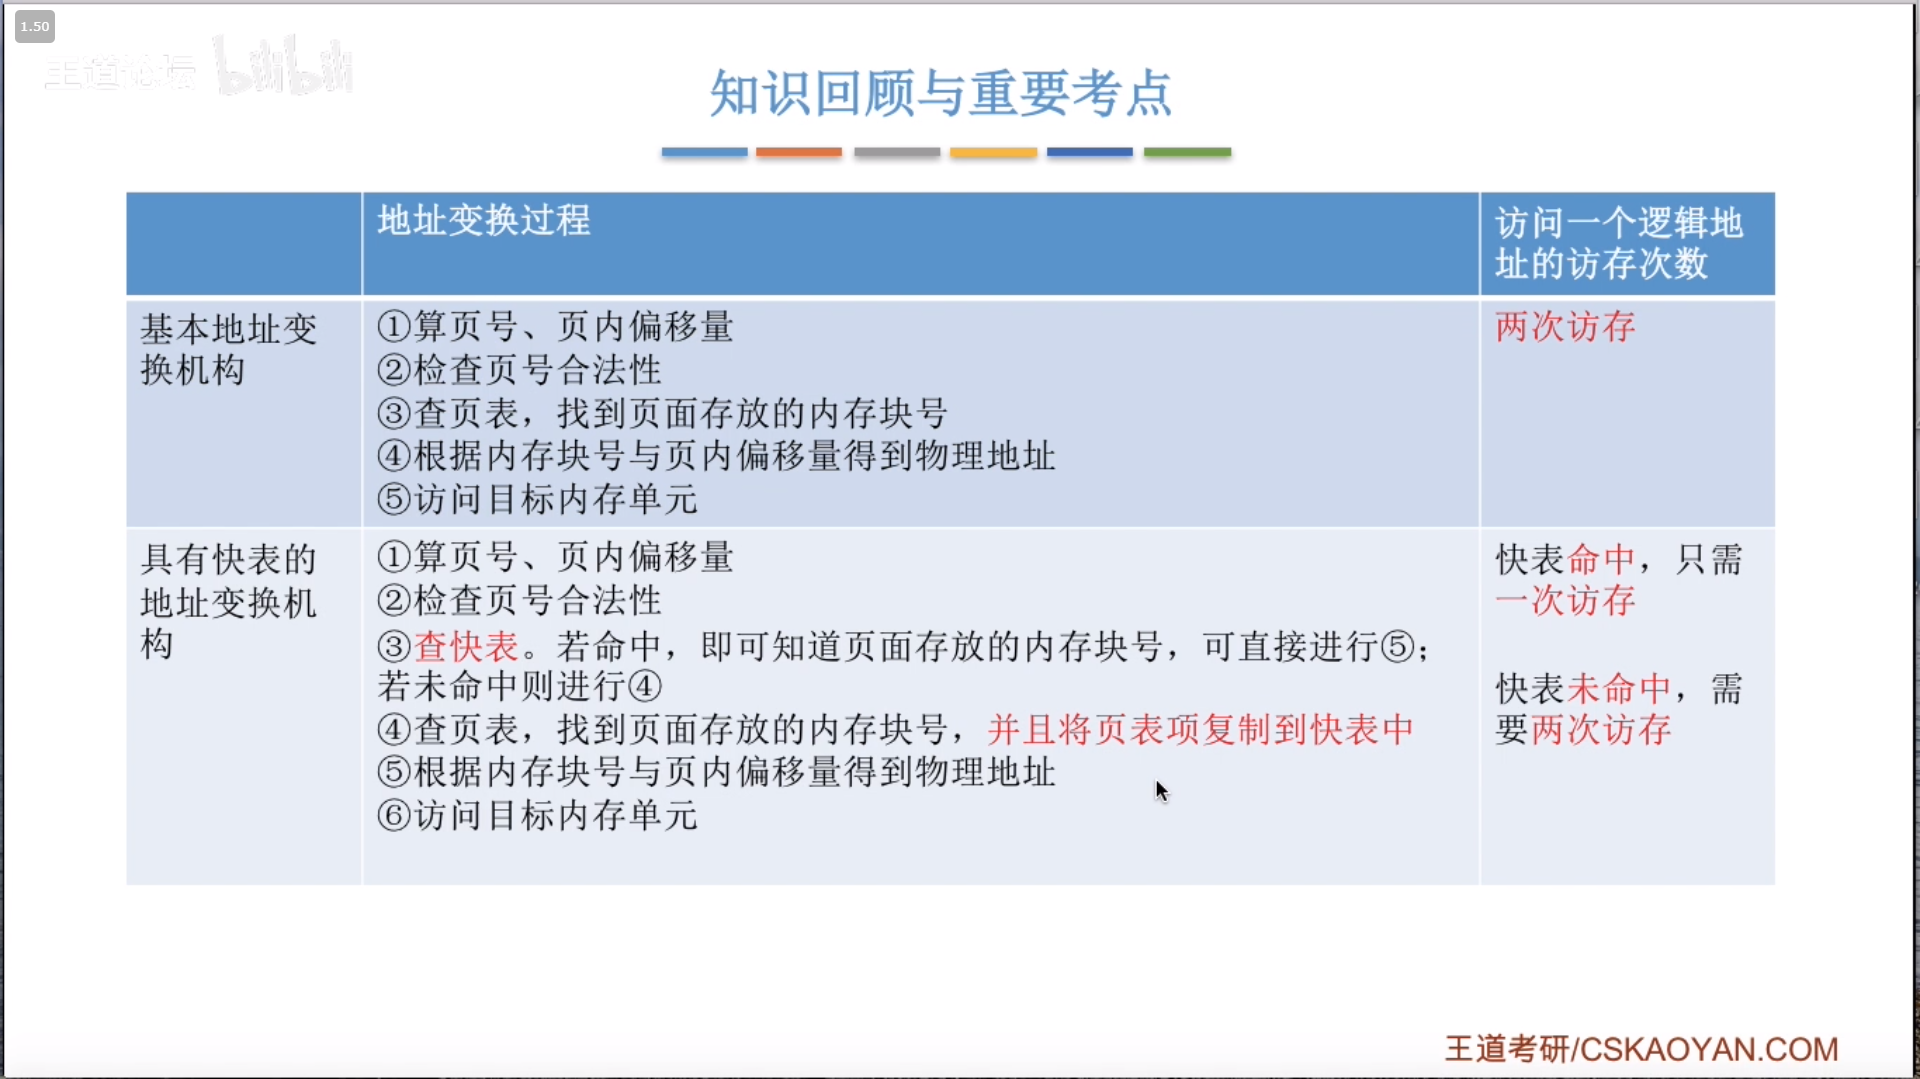 1.50
王道论坛 bilibili
知识回顾与重要考点
地址变换过程
访问一个逻辑地
址的访存次数
基本地址变
换机构
①算页号、页内偏移量
②检查页号合法性
③查页表，找到页面存放的内存块号
④根据内存块号与页内偏移量得到物理地址
⑤访问目标内存单元
两次访存
具有快表的
地址变换机
构
①算页号、页内偏移量
②检查页号合法性
③查快表。若命中，即可知道页面存放的内存块号，可直接进行⑤；
若未命中则进行④
④查页表，找到页面存放的内存块号，并且将页表项复制到快表中
⑤根据内存块号与页内偏移量得到物理地址
⑥访问目标内存单元
快表命中，只需
一次访存
快表未命中，需
要两次访存
王道考研/CSKAOYAN.COM